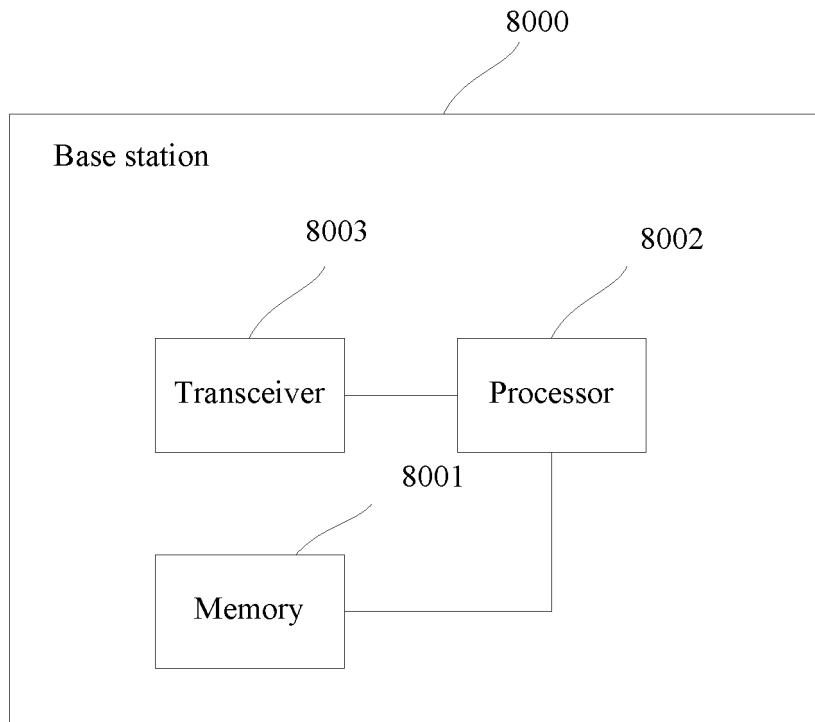 8000
Base station
8003
8002
Transceiver
Processor
8001
Memory